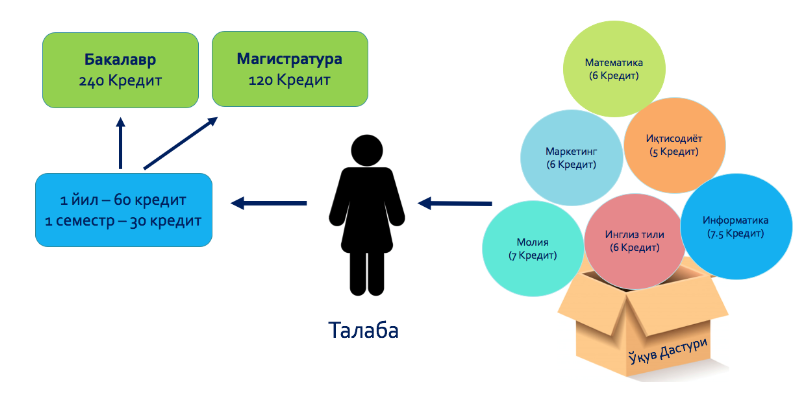 Бакалавр
240 Кредит
Магистратура
120 Кредит
1 йил – 60 кредит
1 семестр – 30 кредит
Талаба
Математика
(6 Кредит)
Маркетинг
(6 Кредит)
Иқтисодиёт
(5 Кредит)
Молия
(7 Кредит)
Инглиз тили
(6 Кредит)
Информатика
(7.5 Кредит)
Ўқув Дастури